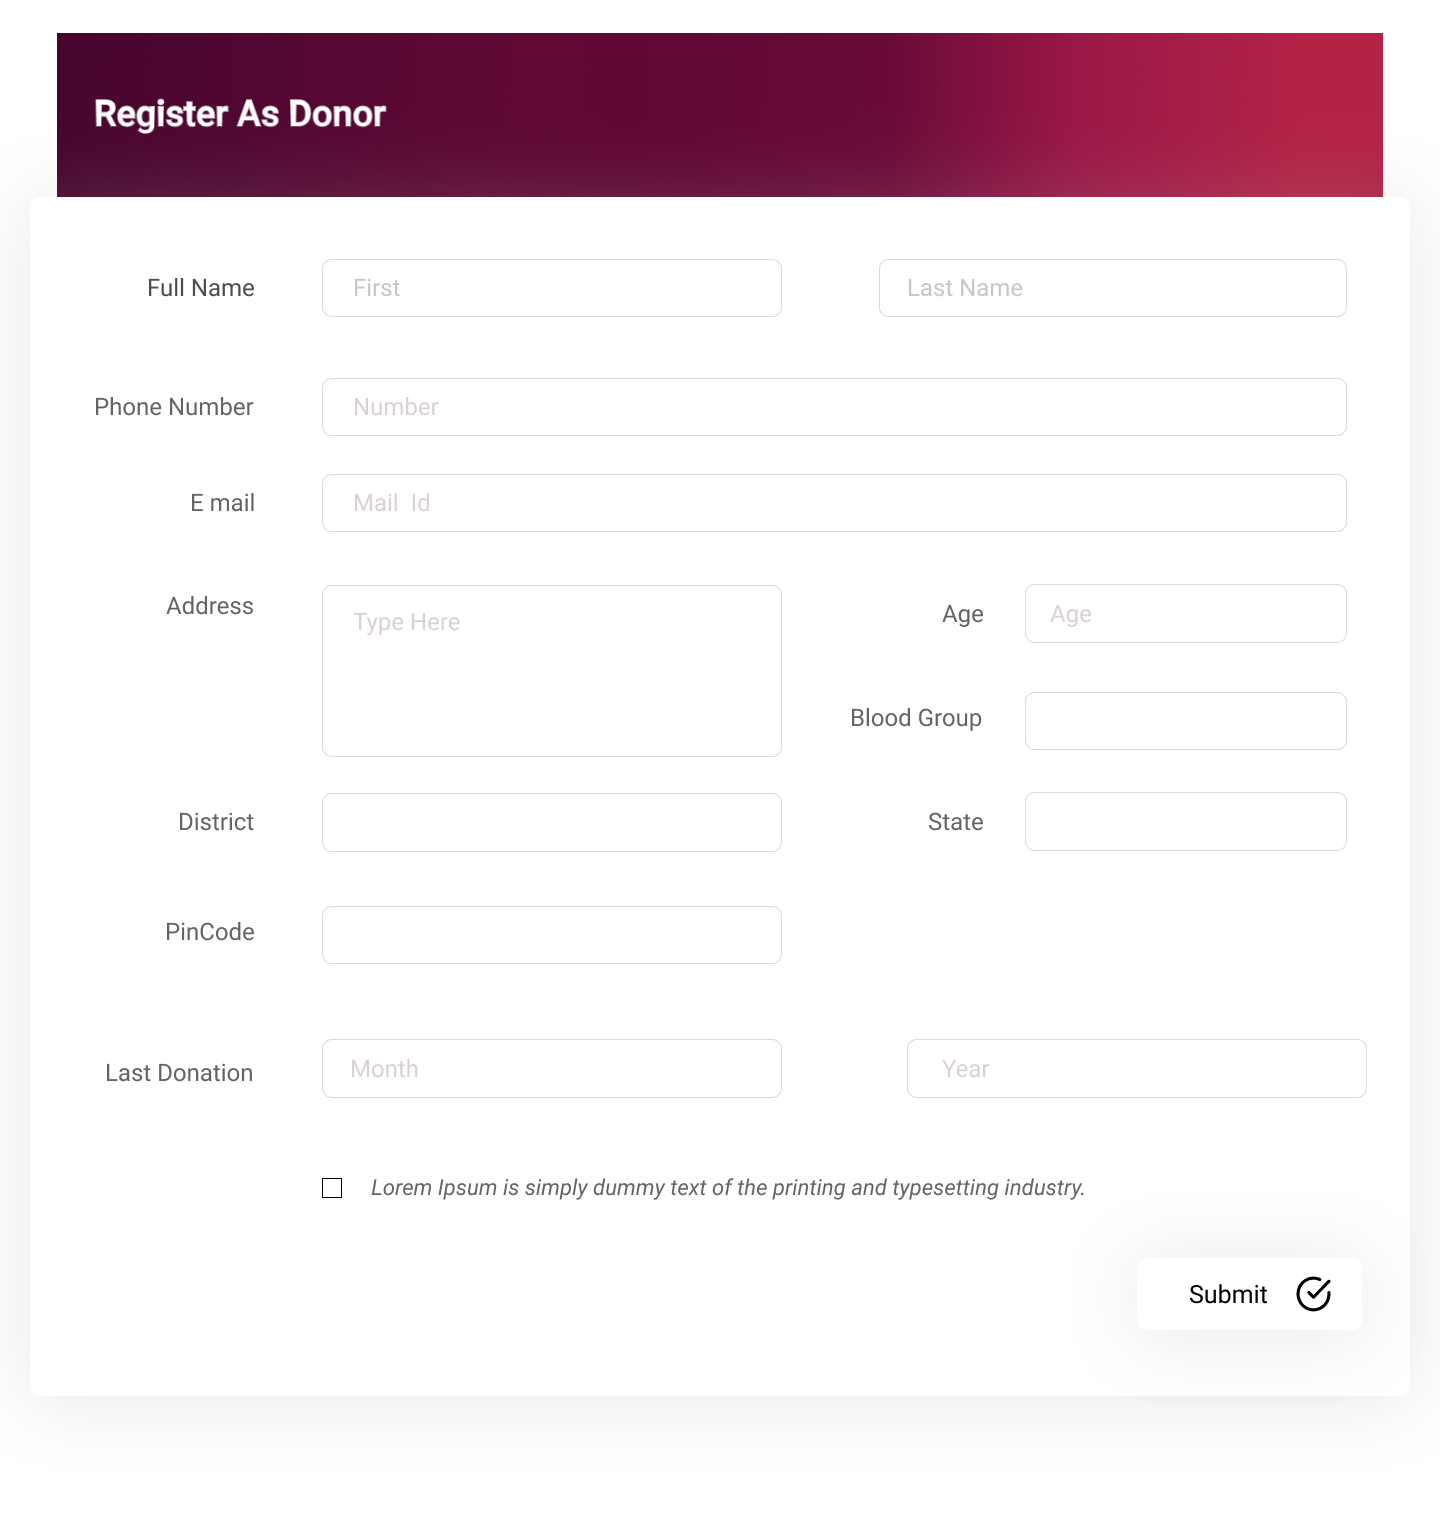 Register As Donor
Full Name First Last Name
Phone Number Number
E mail Mail Id
Address Type Here Age Age
Blood Group
District State
PinCode
Last Donation Month Year
Lorem Ipsum is simply dummy text of the printing and typesetting industry.
Submit